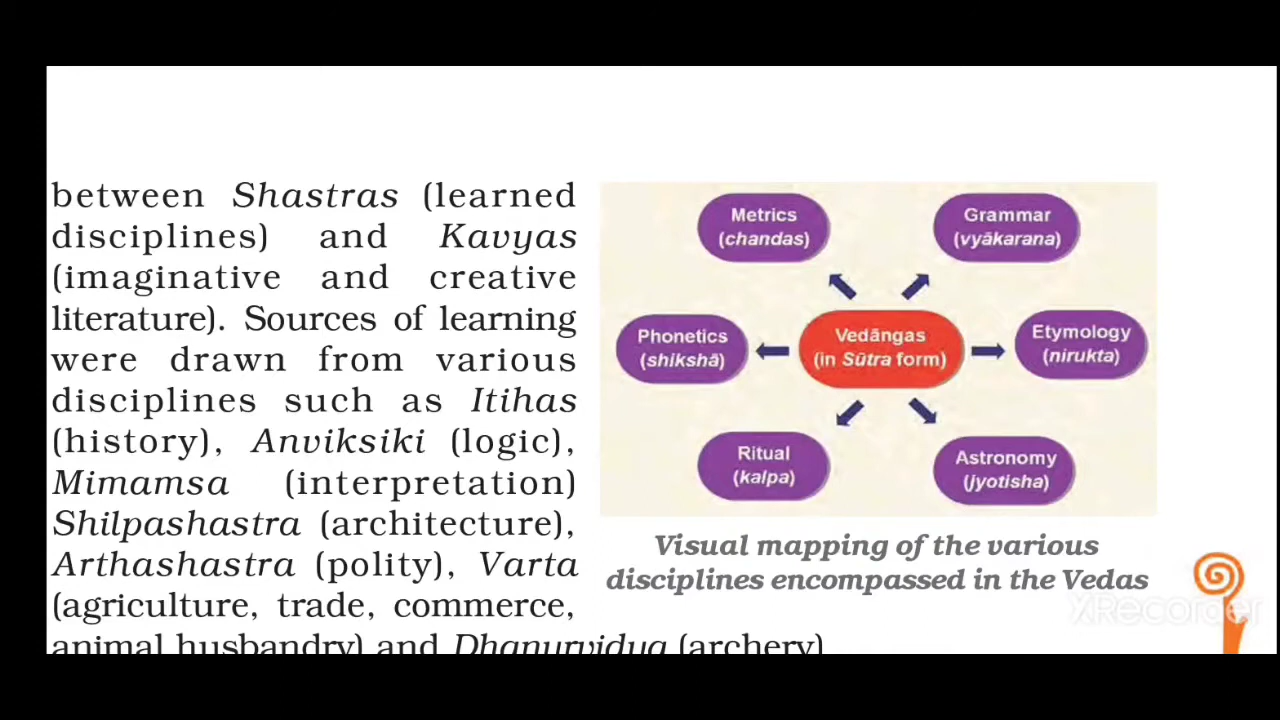 between Shastras (learned
disciplines) and Kavyas
(imaginative and creative
literature). Sources of learning
were drawn from various
disciplines such as Itihas
(history), Anviksiki (logic),
Mimamsa (interpretation)
Shilpashastra (architecture),
Arthashastra (polity), Varta
(agriculture, trade, commerce,
animal husbandry) and Dhanurvidya (archery)
Metrics
(chandas)
Grammar
(vyākarana)
Phonetics
(shikshā)
Vedāngas
(in Sūtra form)
Etymology
(nirukta)
Ritual
(kalpa)
Astronomy
(jyotisha)
Visual mapping of the various
disciplines encompassed in the Vedas
XRecorder